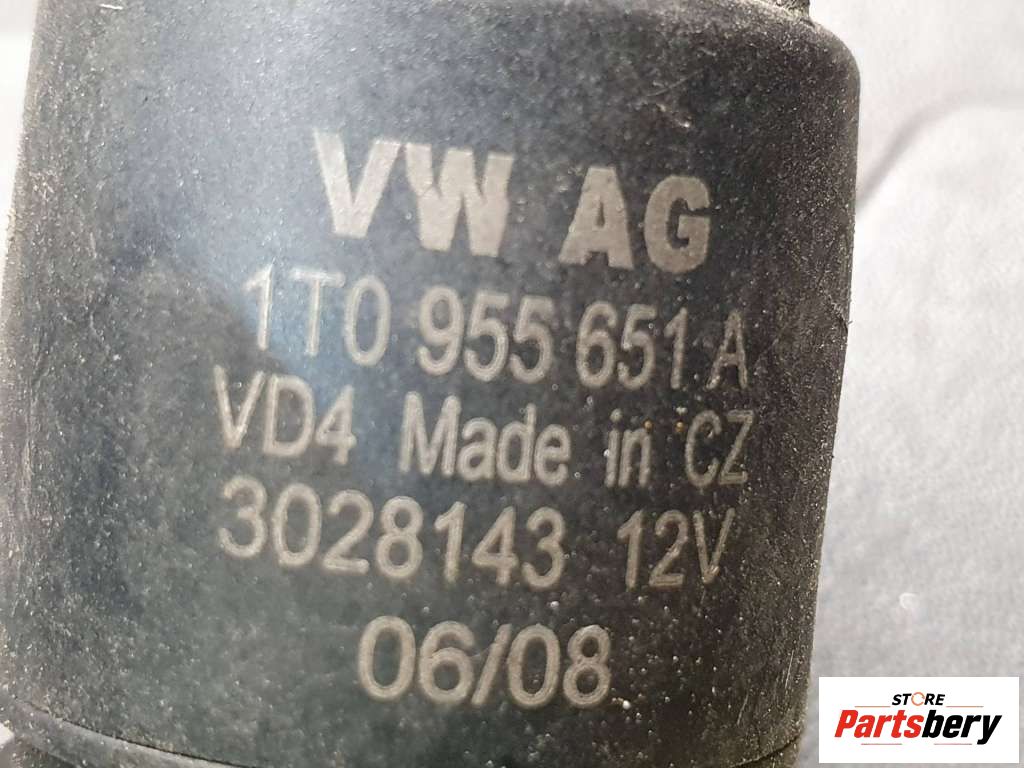 VW AG
1T0 955 651 A
VD4 Made in CZ
3028143 12V
06/08
STORE
Partsbery